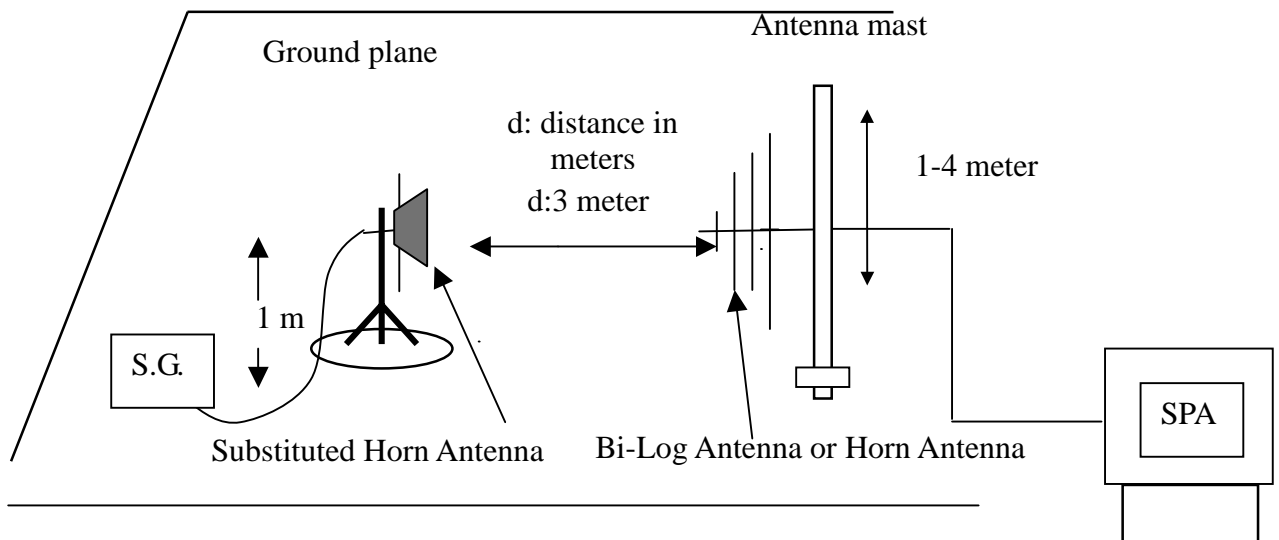 Antenna mast
Ground plane
d: distance in
meters
d:3 meter
1-4 meter
1 m
S.G.
SPA
Substituted Horn Antenna
Bi-Log Antenna or Horn Antenna